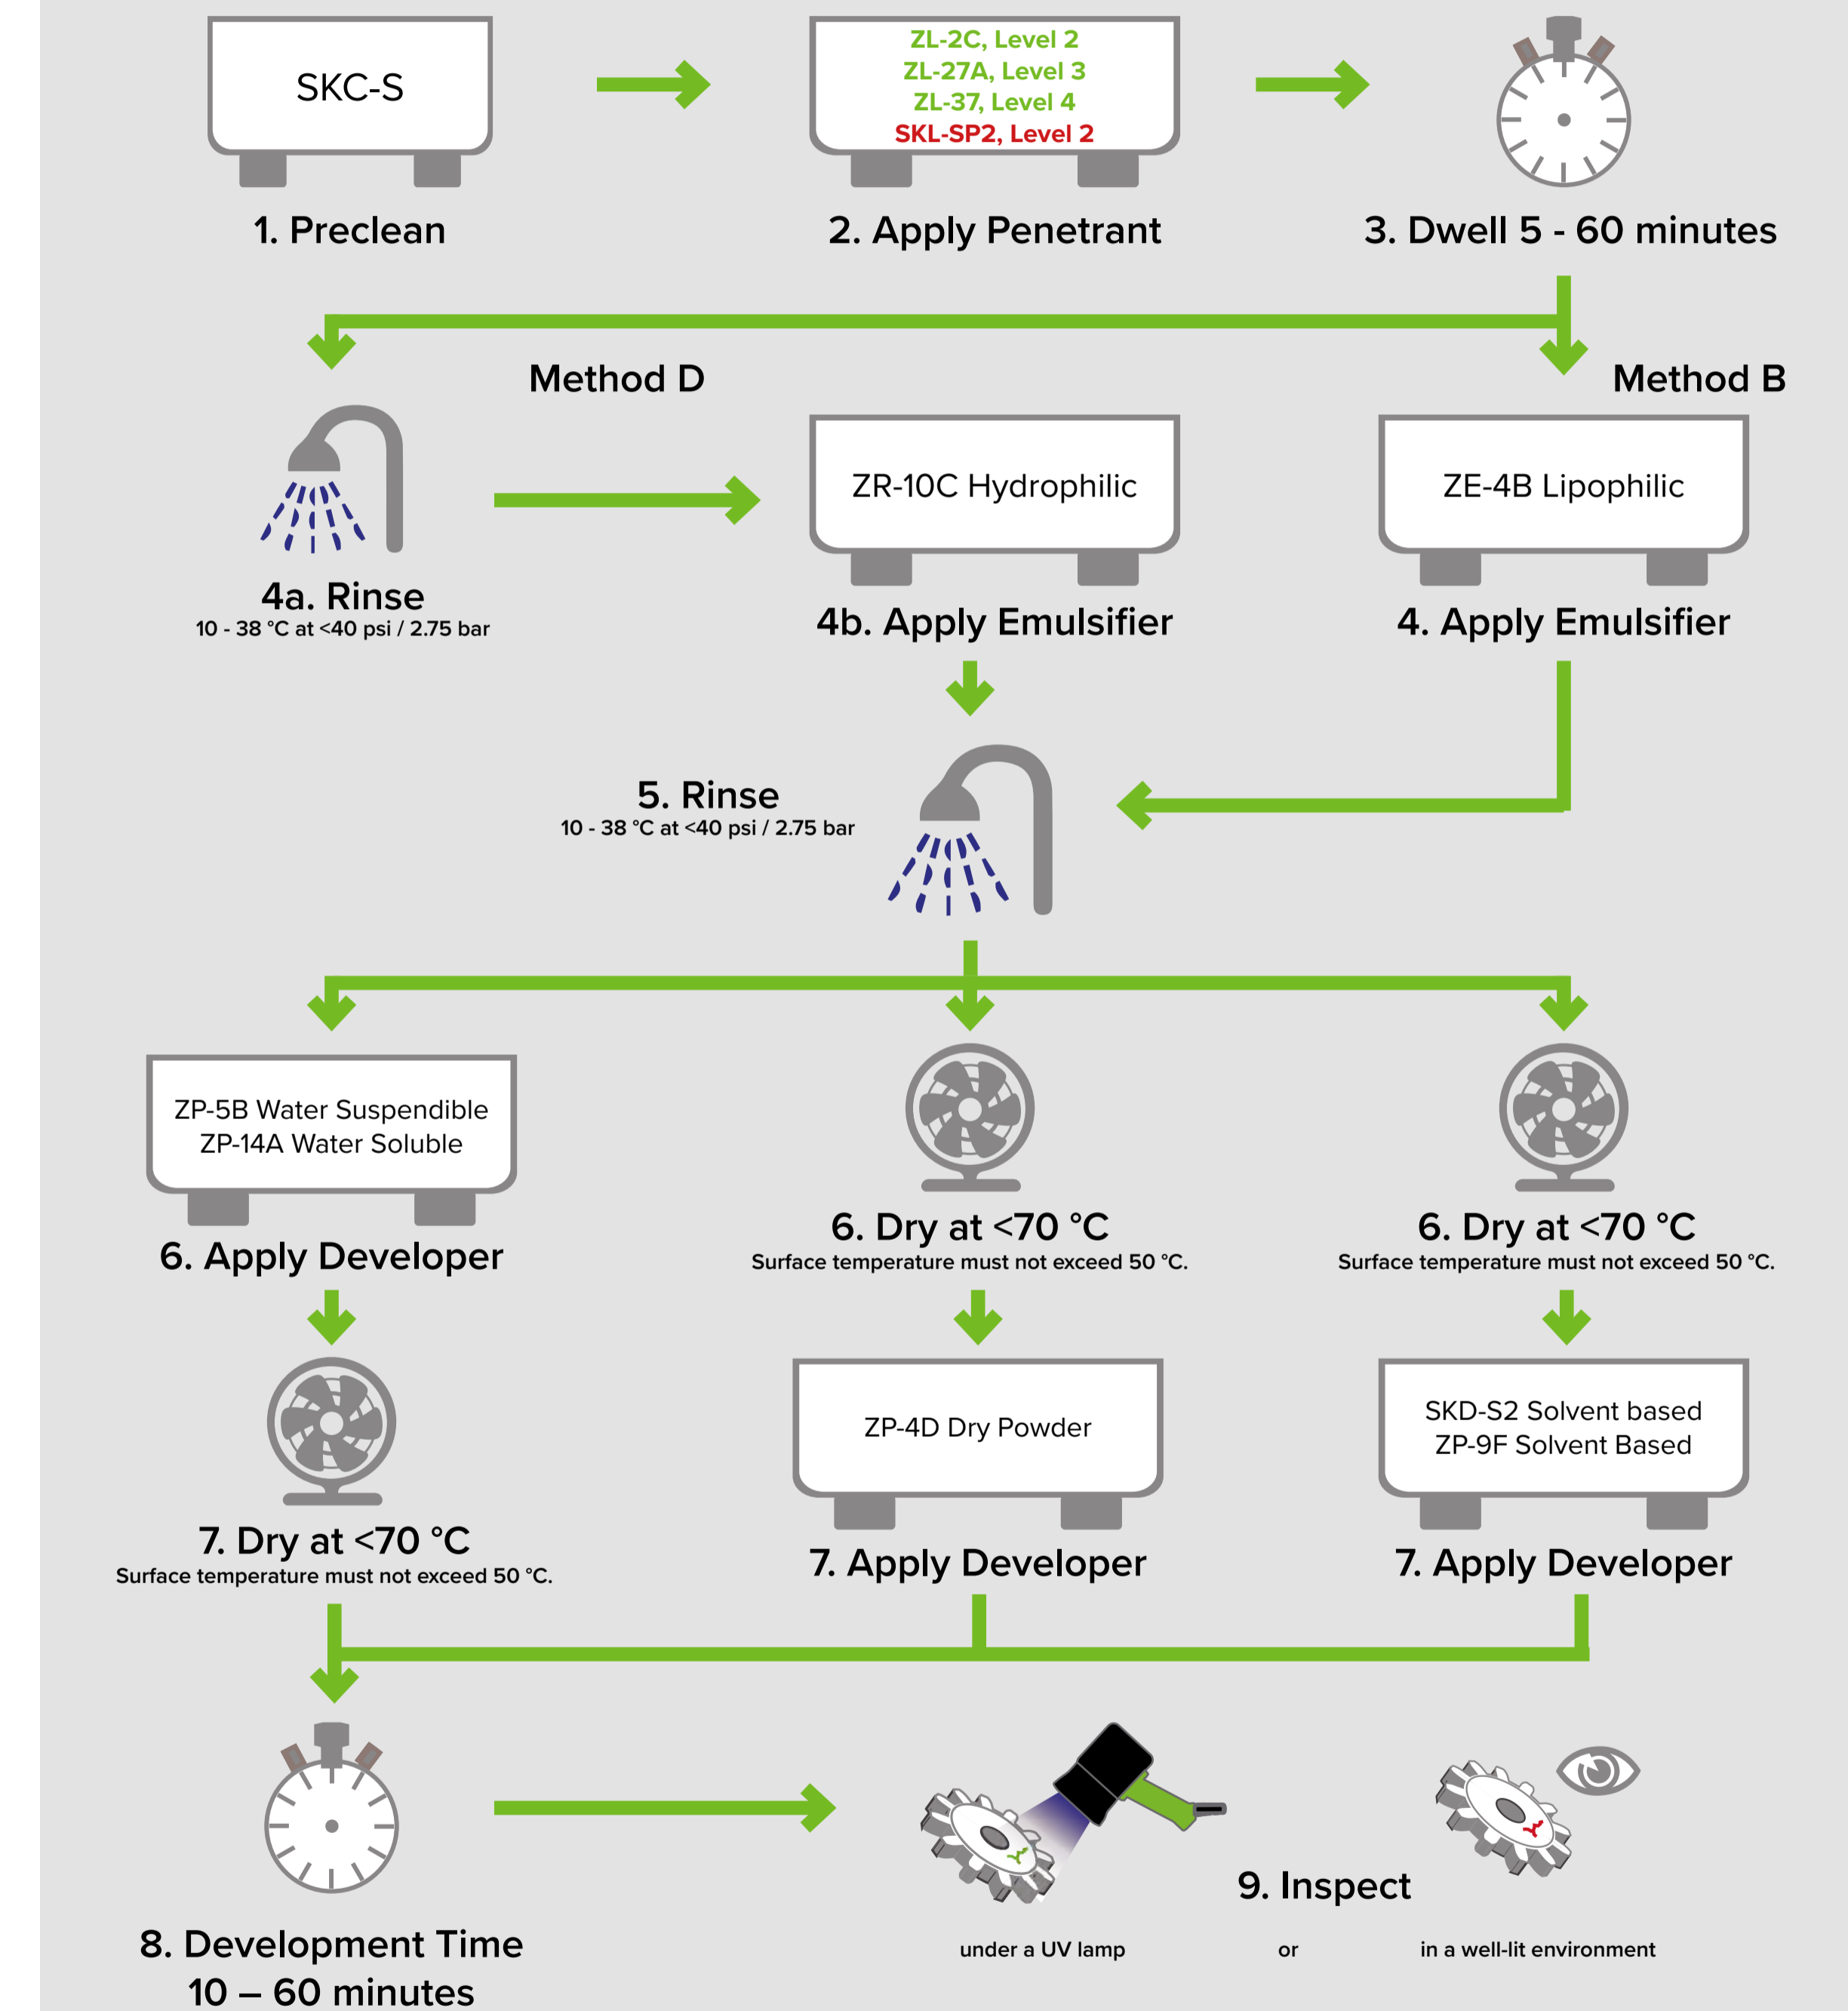 SKC-S
1. Preclean
ZL-2C, Level 2
ZL-27A, Level 3
ZL-37, Level 4
SKL-SP2, Level 2
2. Apply Penetrant
3. Dwell 5 - 60 minutes
Method D
Method B
4a. Rinse
10 - 38 °C at <40 psi / 2.75 bar
ZR-10C Hydrophilic
4b. Apply Emulsifier
ZE-4B Lipophilic
4. Apply Emulsifier
5. Rinse
10 - 38 °C at <40 psi / 2.75 bar
ZP-5B Water Suspendible
ZP-14A Water Soluble
6. Apply Developer
6. Dry at <70 °C
Surface temperature must not exceed 50 °C.
6. Dry at <70 °C
Surface temperature must not exceed 50 °C.
7. Dry at <70 °C
Surface temperature must not exceed 50 °C.
ZP-4D Dry Powder
7. Apply Developer
SKD-S2 Solvent based
ZP-9F Solvent Based
7. Apply Developer
8. Development Time
10 – 60 minutes
9. Inspect
under a UV lamp
or
in a well-lit environment